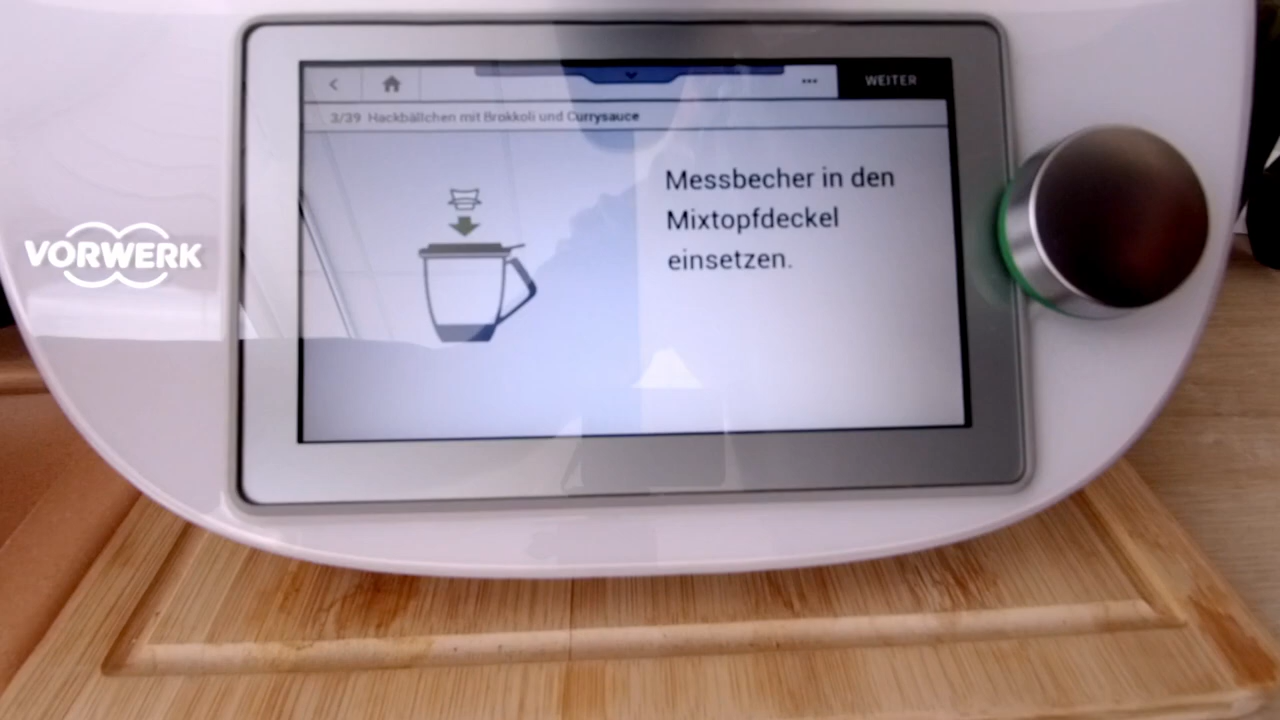 WEITER
3/39 Hackbällchen mit Brokkoli und Currysauce
Messbecher in den
Mixtopfdeckel
einsetzen.
VORWERK